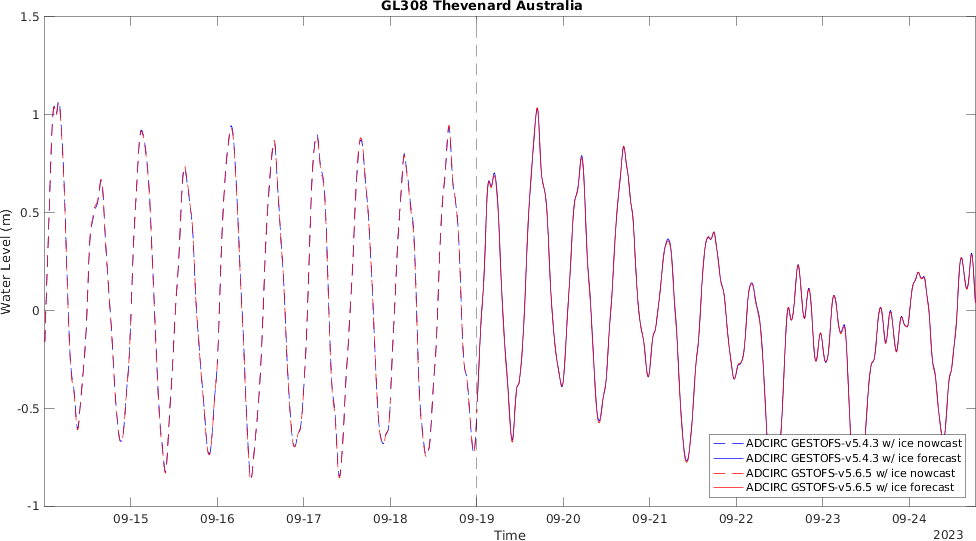 GL308 Thevenard Australia
1.5
1
0.5
0
-0.5
-1
Water Level (m)
ADCIRC GESTOFS-v5.4.3 w/ ice nowcast
ADCIRC GESTOFS-v5.4.3 w/ ice forecast
ADCIRC GSTOFS-v5.6.5 w/ ice nowcast
ADCIRC GSTOFS-v5.6.5 w/ ice forecast
09-15 09-16 09-17 09-18 09-19 09-20 09-21 09-22 09-23 09-24
Time
2023